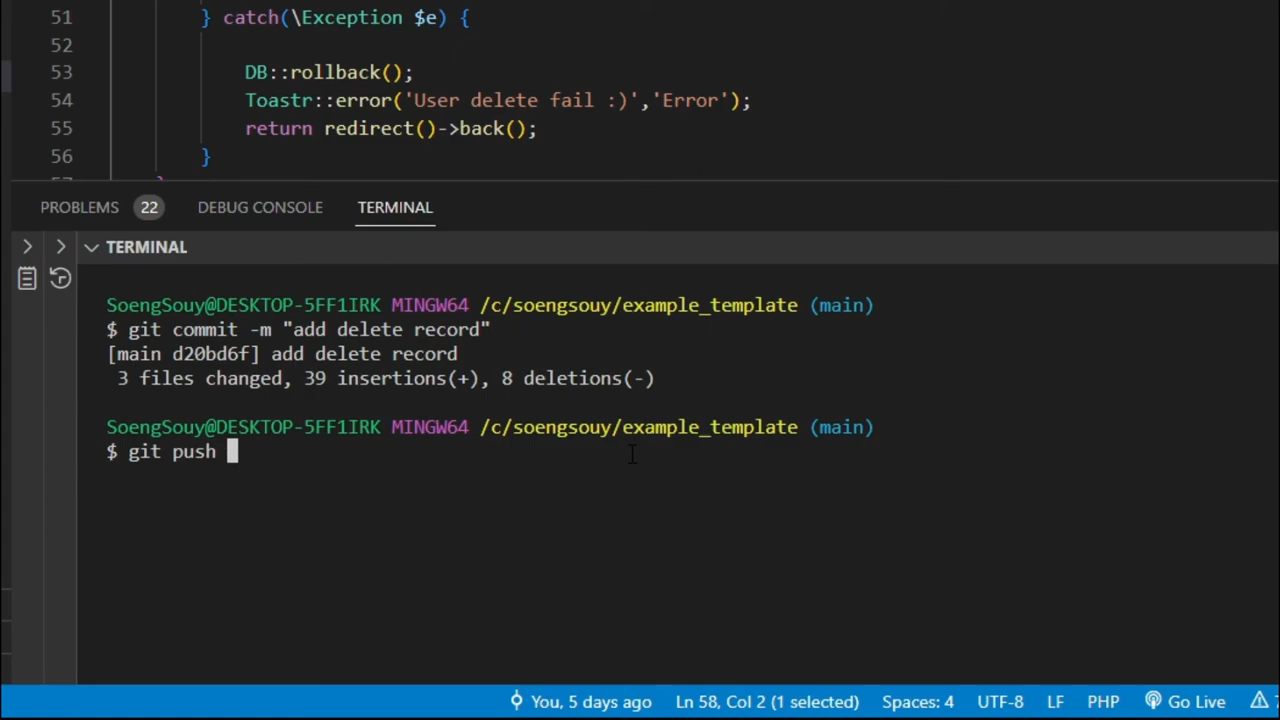 51 } catch(\Exception $e) {
52
53 DB::rollback();
54 Toastr::error('User delete fail :)','Error');
55 return redirect()->back();
56 }
57 }
PROBLEMS 22 DEBUG CONSOLE TERMINAL
TERMINAL
SoengSouy@DESKTOP-5FF1IRK MINGW64 /c/soengsouy/example_template (main)
$ git commit -m "add delete record"
[main d20bd6f] add delete record
3 files changed, 39 insertions(+), 8 deletions(-)
SoengSouy@DESKTOP-5FF1IRK MINGW64 /c/soengsouy/example_template (main)
$ git push
You, 5 days ago Ln 58, Col 2 (1 selected) Spaces: 4 UTF-8 LF PHP Go Live